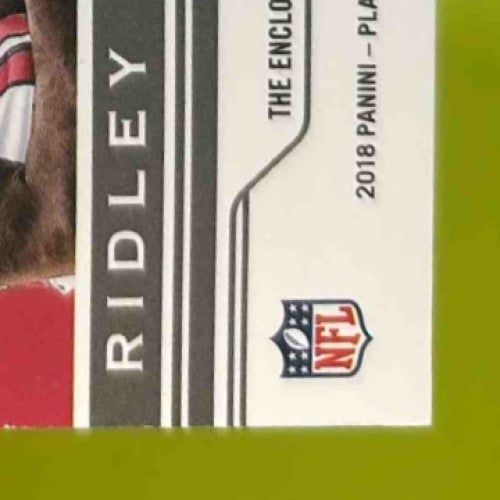 RIDLEY
THE ENCLO
2018 PANINI – PLA
NFL